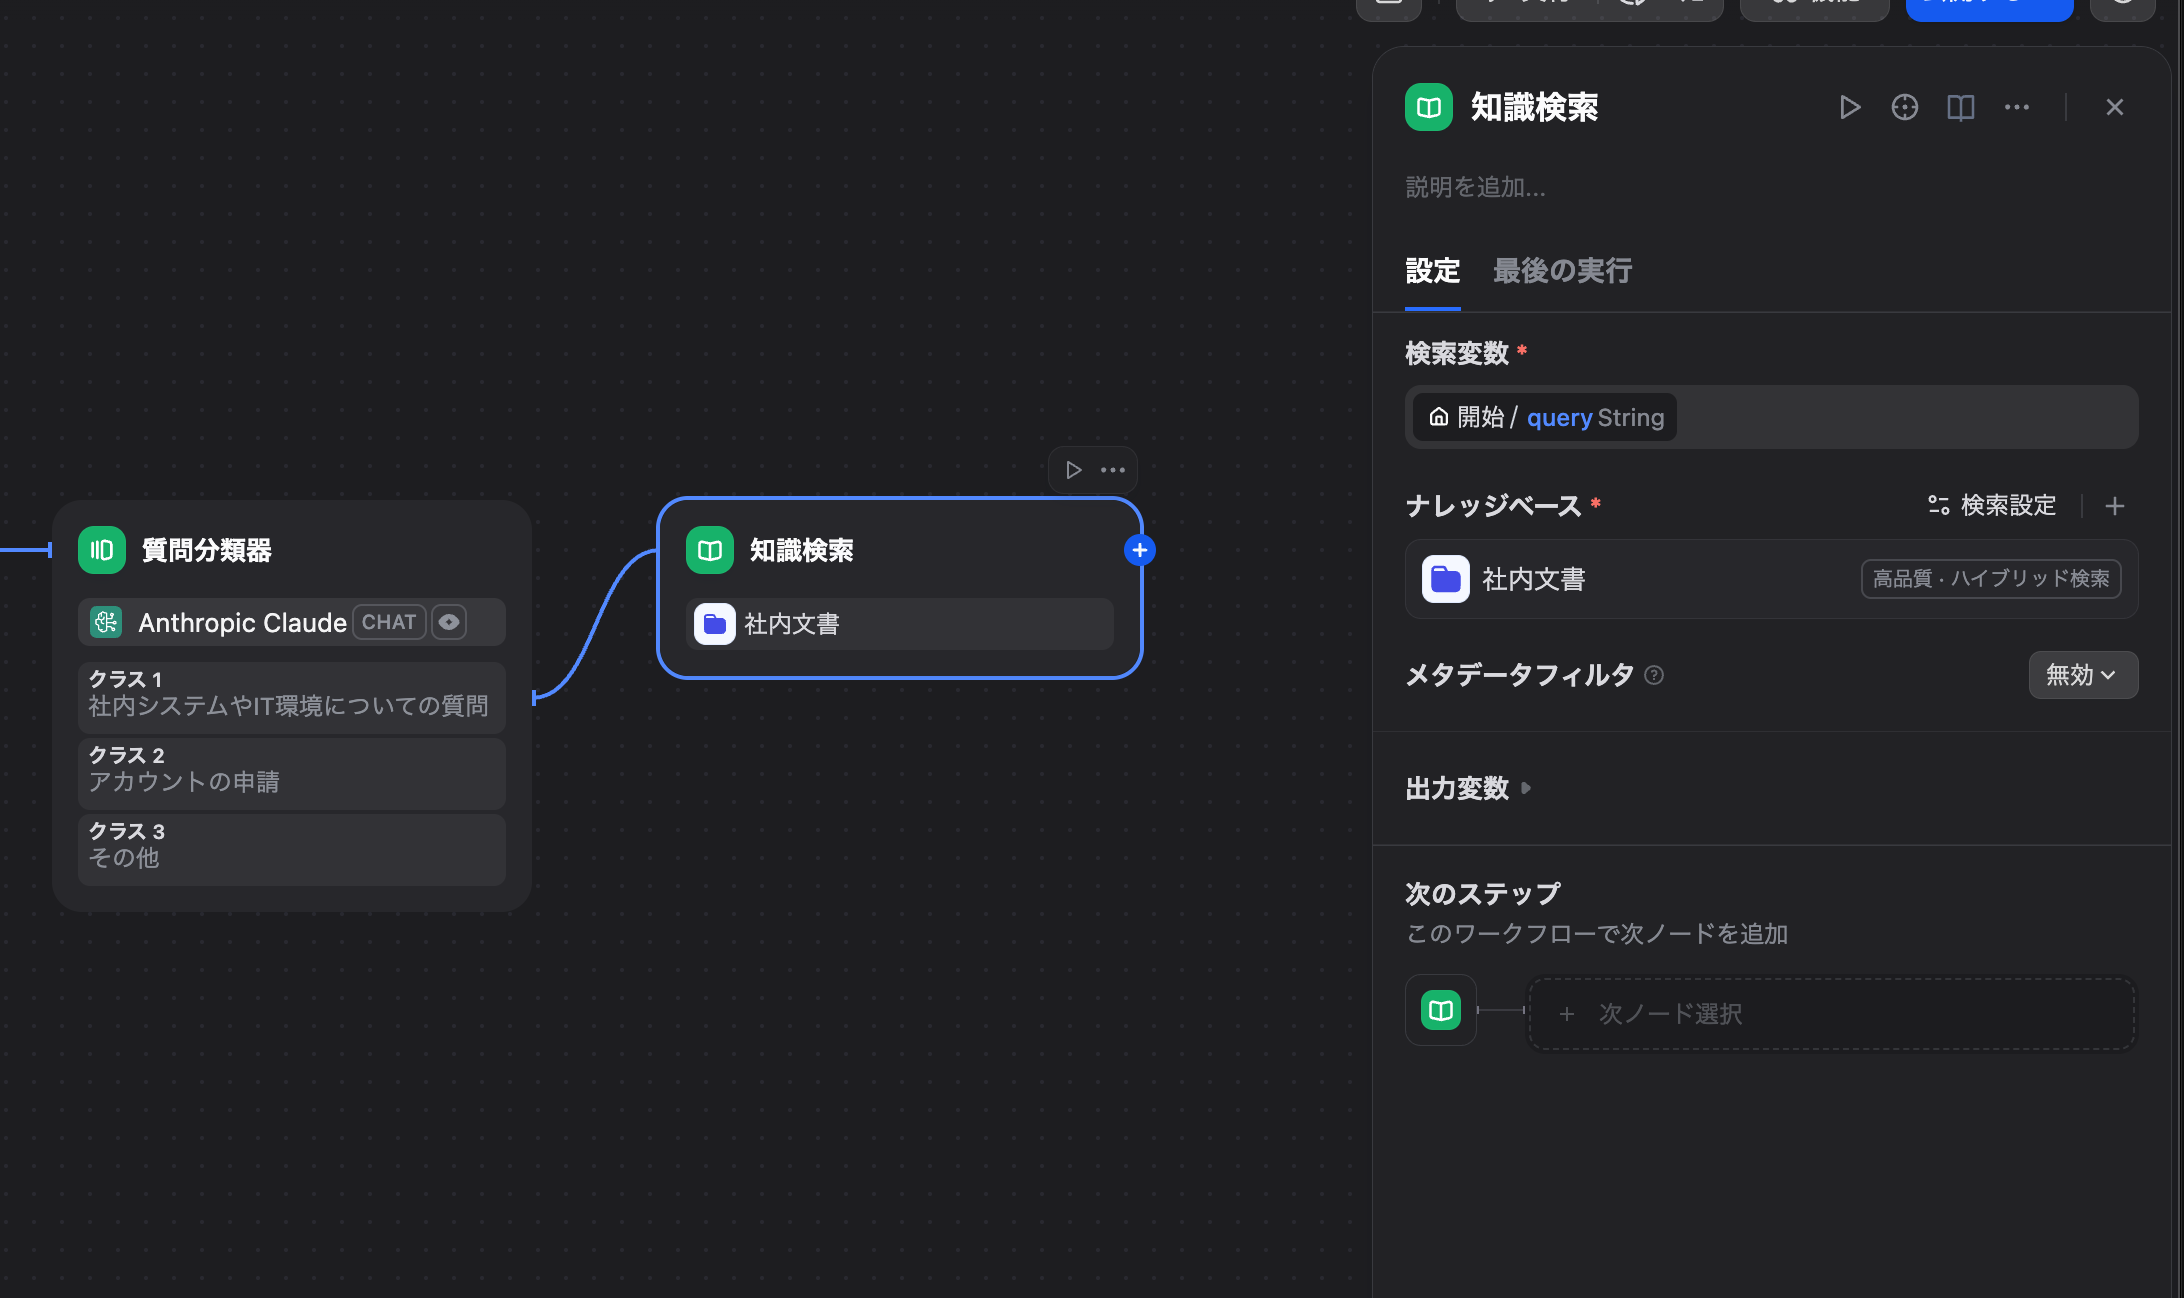 質問分類器
Anthropic Claude CHAT
クラス 1
社内システムやIT環境についての質問
クラス 2
アカウントの申請
クラス 3
その他
知識検索
社内文書
知識検索
説明を追加...
設定 最後の実行
検索変数 *
開始 / query String
ナレッジベース * 検索設定
社内文書 高品質・ハイブリッド検索
メタデータフィルタ 無効
出力変数
次のステップ
このワークフローで次ノードを追加
+ 次ノード選択